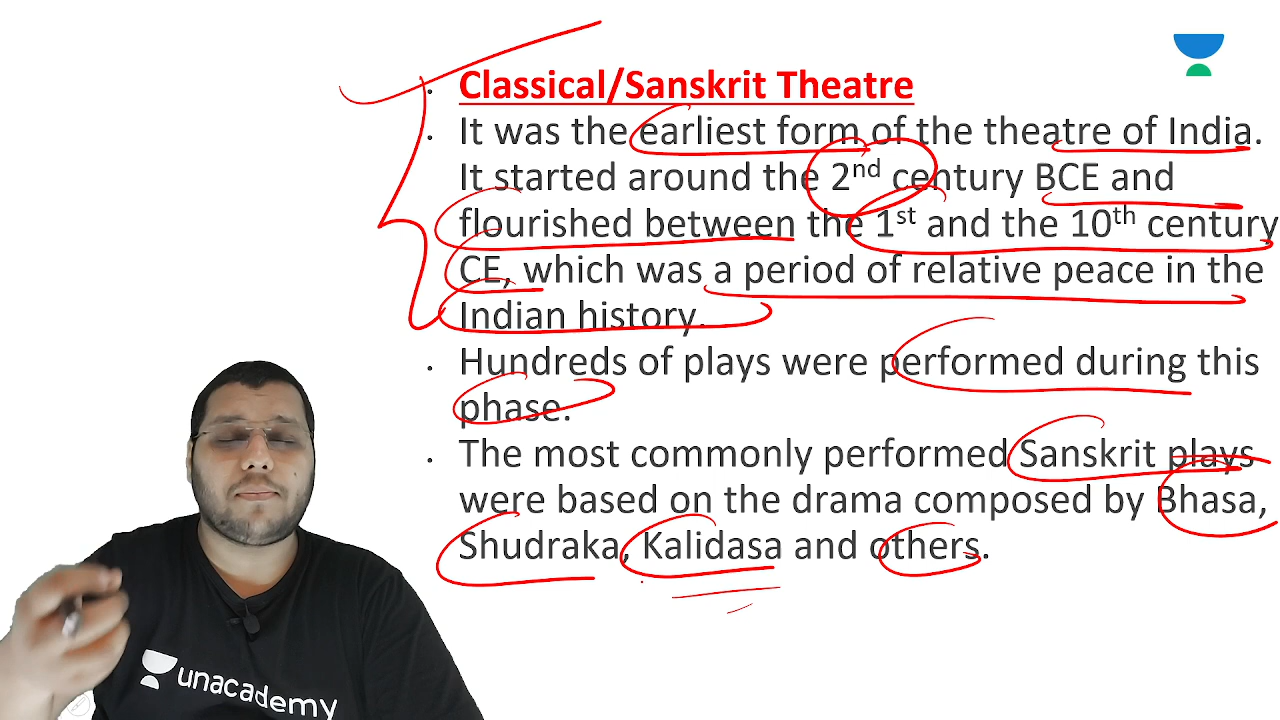 Classical/Sanskrit Theatre
It was the earliest form of the theatre of India.
It started around the 2nd century BCE and
flourished between the 1st and the 10th century
CE, which was a period of relative peace in the
Indian history.
Hundreds of plays were performed during this
phase.
The most commonly performed Sanskrit plays
were based on the drama composed by Bhasa,
Shudraka, Kalidasa and others.
unacademy